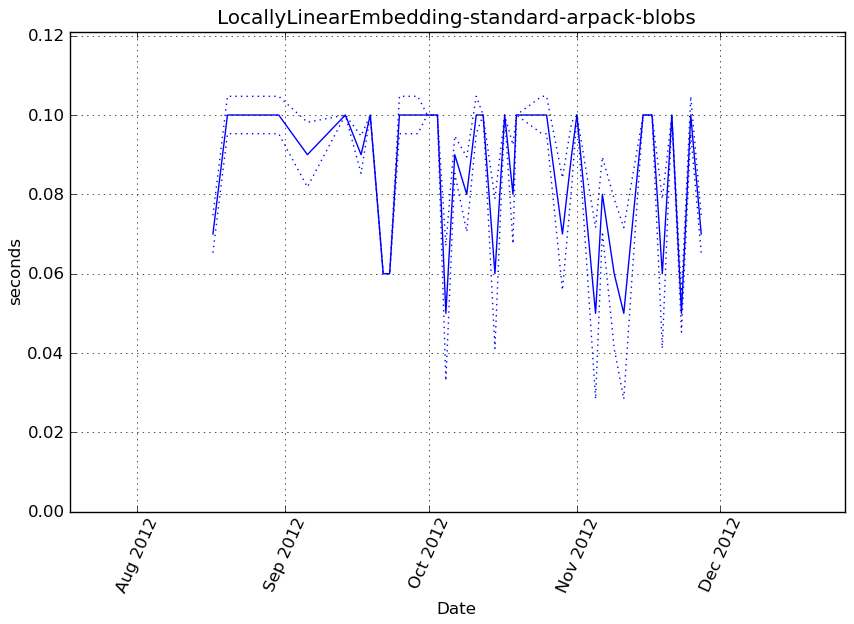 LocallyLinearEmbedding-standard-arpack-blobs
0.12
0.10
0.08
0.06
0.04
0.02
0.00
seconds
Aug 2012
Sep 2012
Oct 2012
Nov 2012
Dec 2012
Date